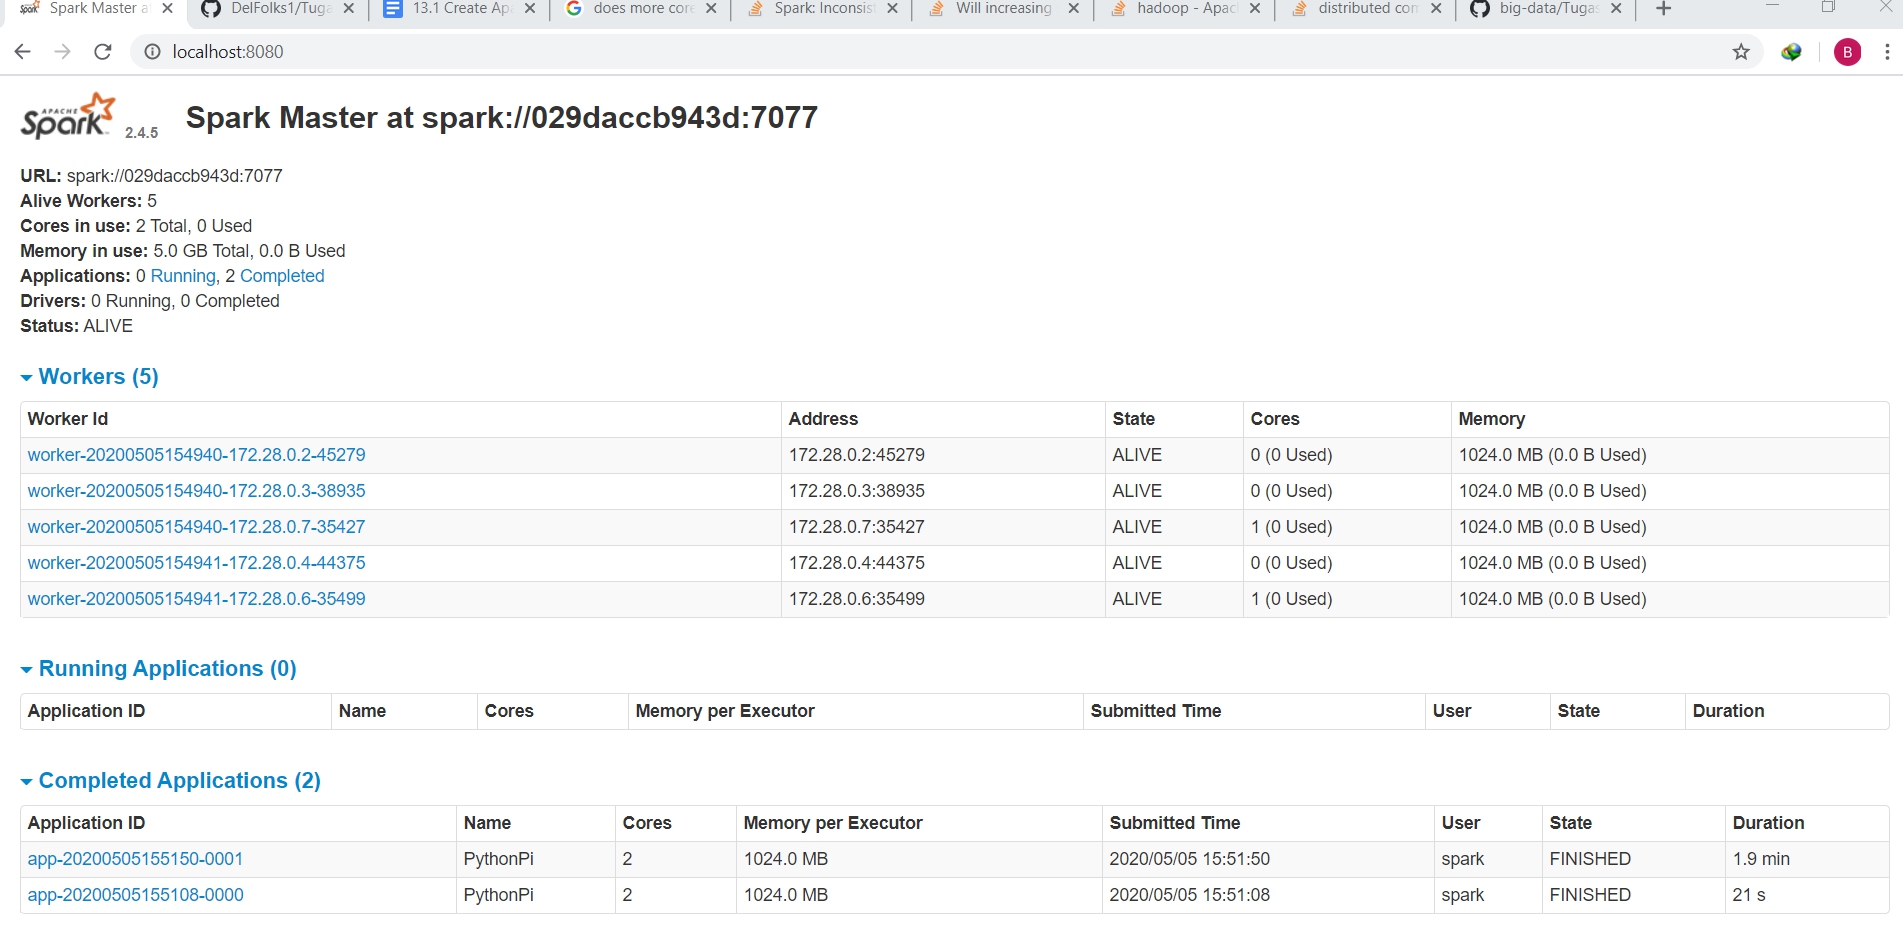 Spark Master a
DelFolks1/Tuga
13.1 Create Apa
does more core
Spark: Inconsist
Will increasing
hadoop - Apac
distributed com
big-data/Tugas
localhost:8080
B
APACHE
Spark 2.4.5
Spark Master at spark://029daccb943d:7077
URL: spark://029daccb943d:7077
Alive Workers: 5
Cores in use: 2 Total, 0 Used
Memory in use: 5.0 GB Total, 0.0 B Used
Applications: 0 Running, 2 Completed
Drivers: 0 Running, 0 Completed
Status: ALIVE
Workers (5)
Worker Id Address State Cores Memory
worker-20200505154940-172.28.0.2-45279 172.28.0.2:45279 ALIVE 0 (0 Used) 1024.0 MB (0.0 B Used)
worker-20200505154940-172.28.0.3-38935 172.28.0.3:38935 ALIVE 0 (0 Used) 1024.0 MB (0.0 B Used)
worker-20200505154940-172.28.0.7-35427 172.28.0.7:35427 ALIVE 1 (0 Used) 1024.0 MB (0.0 B Used)
worker-20200505154941-172.28.0.4-44375 172.28.0.4:44375 ALIVE 0 (0 Used) 1024.0 MB (0.0 B Used)
worker-20200505154941-172.28.0.6-35499 172.28.0.6:35499 ALIVE 1 (0 Used) 1024.0 MB (0.0 B Used)
Running Applications (0)
Application ID Name Cores Memory per Executor Submitted Time User State Duration
Completed Applications (2)
Application ID Name Cores Memory per Executor Submitted Time User State Duration
app-20200505155150-0001 PythonPi 2 1024.0 MB 2020/05/05 15:51:50 spark FINISHED 1.9 min
app-20200505155108-0000 PythonPi 2 1024.0 MB 2020/05/05 15:51:08 spark FINISHED 21 s